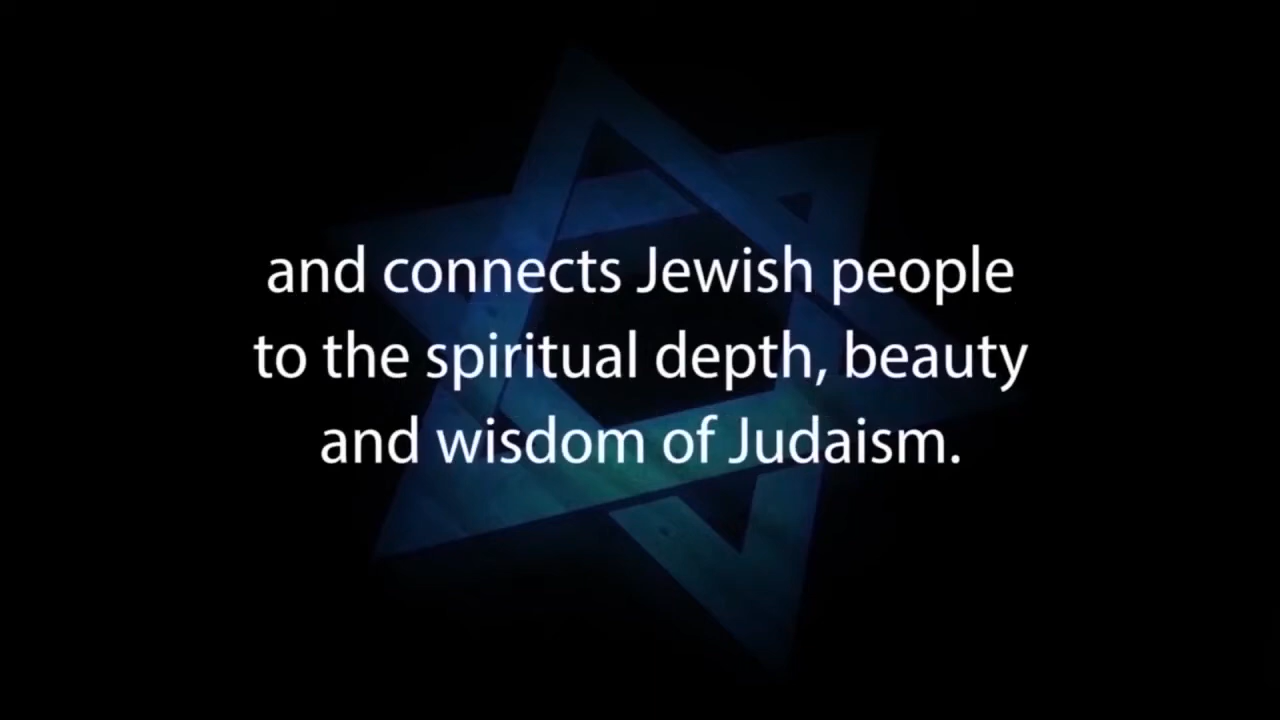 and connects Jewish people
to the spiritual depth, beauty
and wisdom of Judaism.